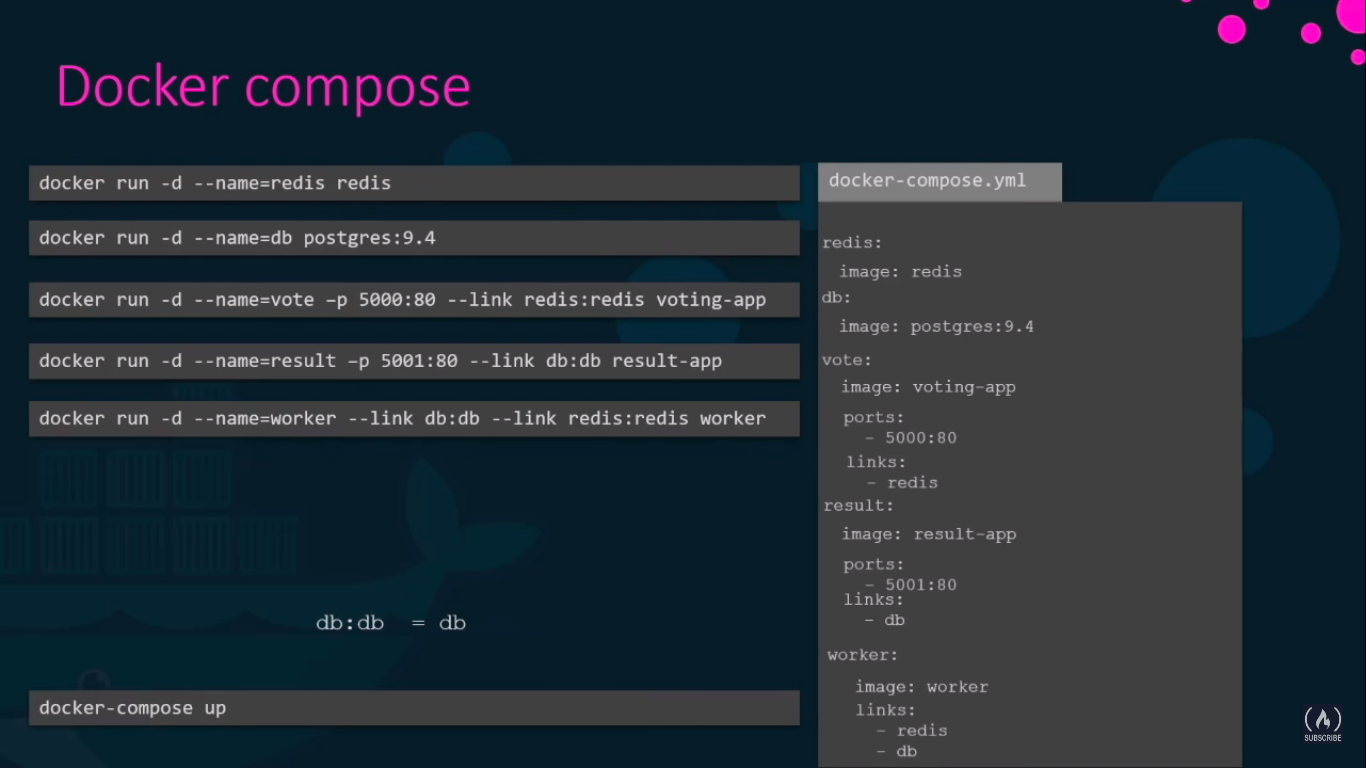 Docker compose
docker run -d --name=redis redis
docker run -d --name=db postgres:9.4
docker run -d --name=vote –p 5000:80 --link redis:redis voting-app
docker run -d --name=result –p 5001:80 --link db:db result-app
docker run -d --name=worker --link db:db --link redis:redis worker
db:db = db
docker-compose up
docker-compose.yml
redis:
image: redis
db:
image: postgres:9.4
vote:
image: voting-app
ports:
- 5000:80
links:
- redis
result:
image: result-app
ports:
- 5001:80
links:
- db
worker:
image: worker
links:
- redis
- db
SUBSCRIBE